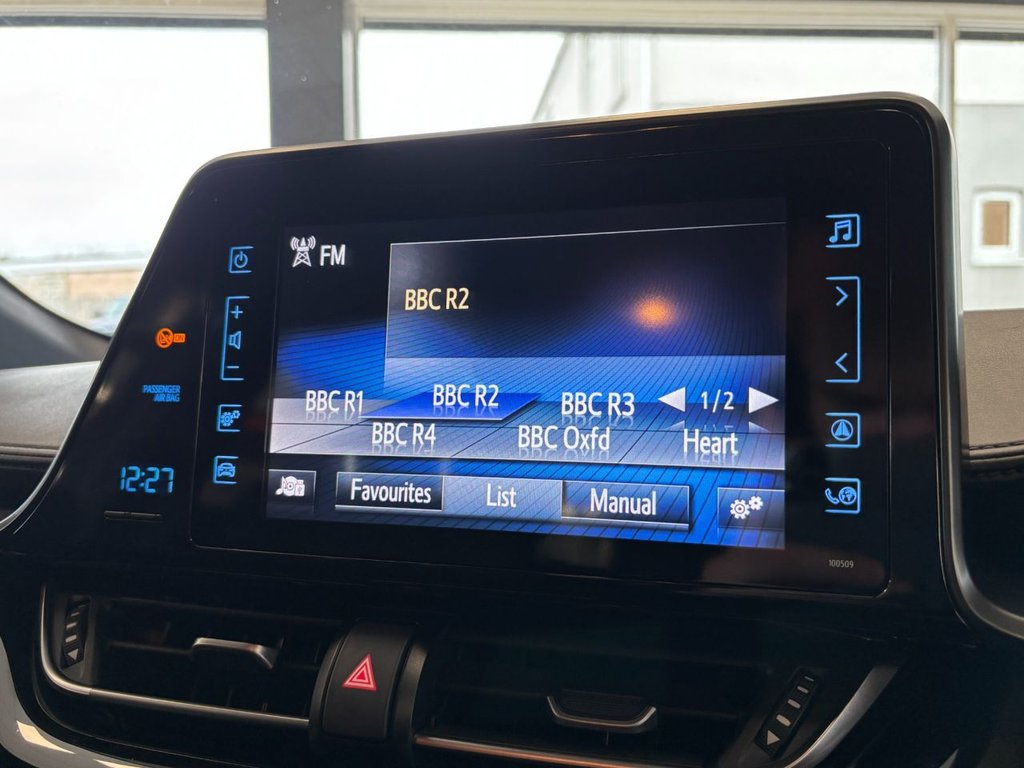 FM
BBC R2
BBC R1 BBC R2 BBC R3 1/2
BBC R4 BBC Oxfd Heart
Favourites List Manual
+
−
ON
PASSENGER
AIR BAG
12:27
100509